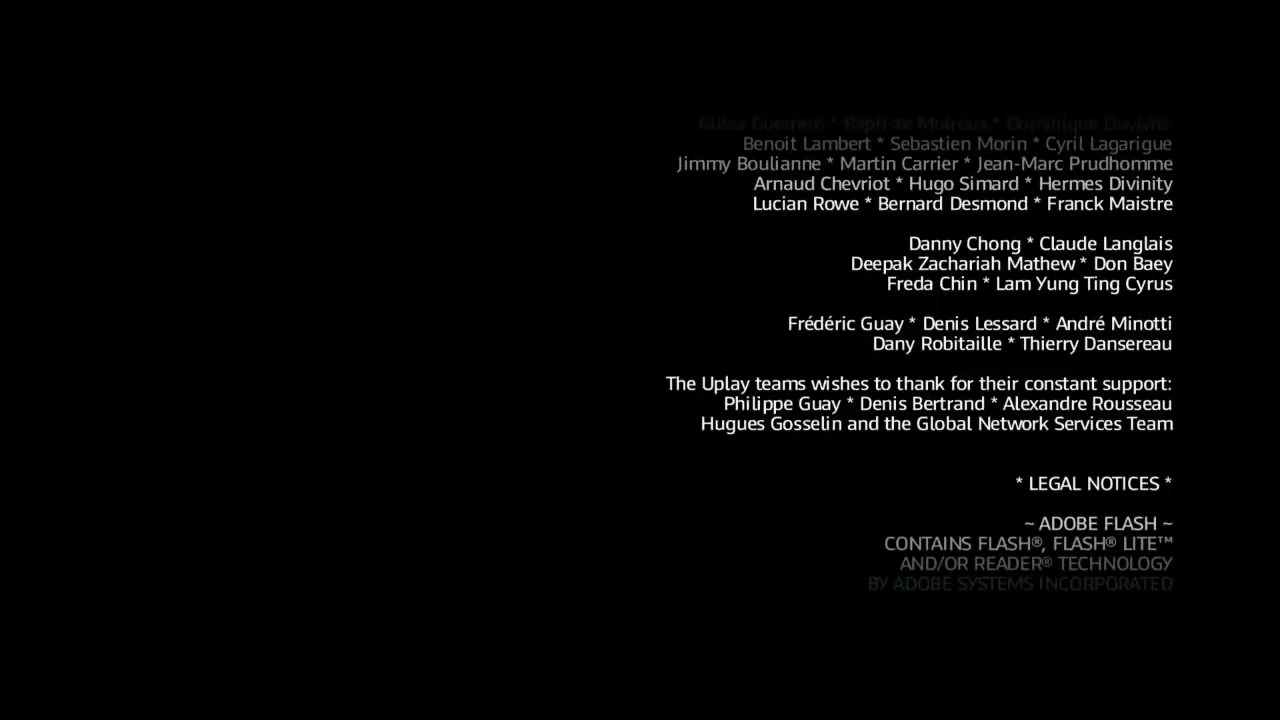 Benoit Lambert * Sebastien Morin * Cyril Lagarigue
Jimmy Boulianne * Martin Carrier * Jean-Marc Prudhomme
Arnaud Chevriot * Hugo Simard * Hermes Divinity
Lucian Rowe * Bernard Desmond * Franck Maistre
Danny Chong * Claude Langlais
Deepak Zachariah Mathew * Don Baey
Freda Chin * Lam Yung Ting Cyrus
Frédéric Guay * Denis Lessard * André Minotti
Dany Robitaille * Thierry Dansereau
The Uplay teams wishes to thank for their constant support:
Philippe Guay * Denis Bertrand * Alexandre Rousseau
Hugues Gosselin and the Global Network Services Team
* LEGAL NOTICES *
~ ADOBE FLASH ~
CONTAINS FLASH®, FLASH® LITE™
AND/OR READER® TECHNOLOGY
BY ADOBE SYSTEMS INCORPORATED